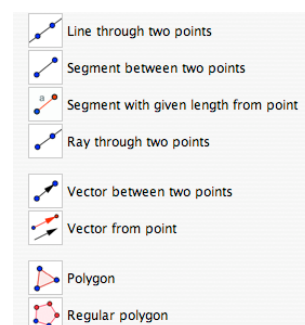 Line through two points
Segment between two points
a
Segment with given length from point
Ray through two points
Vector between two points
Vector from point
Polygon
Regular polygon